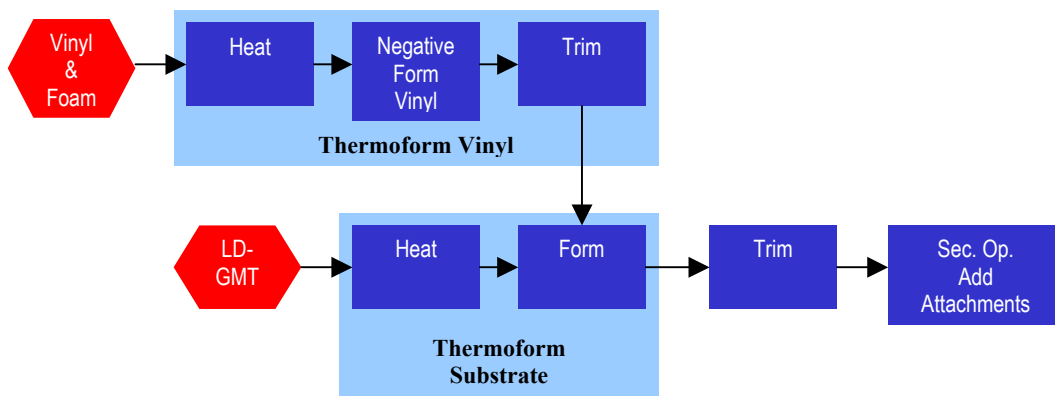 Vinyl
&
Foam
Heat
Negative
Form
Vinyl
Trim
Thermoform Vinyl
LD-
GMT
Heat
Form
Trim
Sec. Op.
Add
Attachments
Thermoform
Substrate